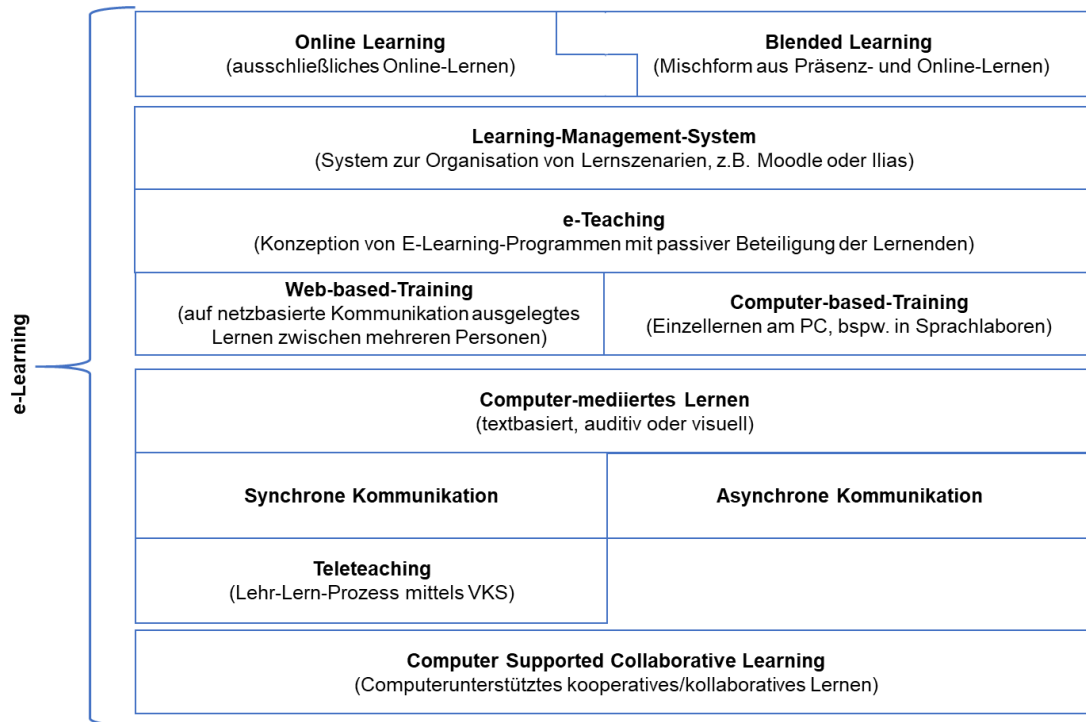 e-Learning
Online Learning
(ausschließliches Online-Lernen)
Blended Learning
(Mischform aus Präsenz- und Online-Lernen)
Learning-Management-System
(System zur Organisation von Lernszenarien, z.B. Moodle oder Ilias)
e-Teaching
(Konzeption von E-Learning-Programmen mit passiver Beteiligung der Lernenden)
Web-based-Training
(auf netzbasierte Kommunikation ausgelegtes
Lernen zwischen mehreren Personen)
Computer-based-Training
(Einzellernen am PC, bspw. in Sprachlaboren)
Computer-mediiertes Lernen
(textbasiert, auditiv oder visuell)
Synchrone Kommunikation
Asynchrone Kommunikation
Teleteaching
(Lehr-Lern-Prozess mittels VKS)
Computer Supported Collaborative Learning
(Computerunterstütztes kooperatives/kollaboratives Lernen)